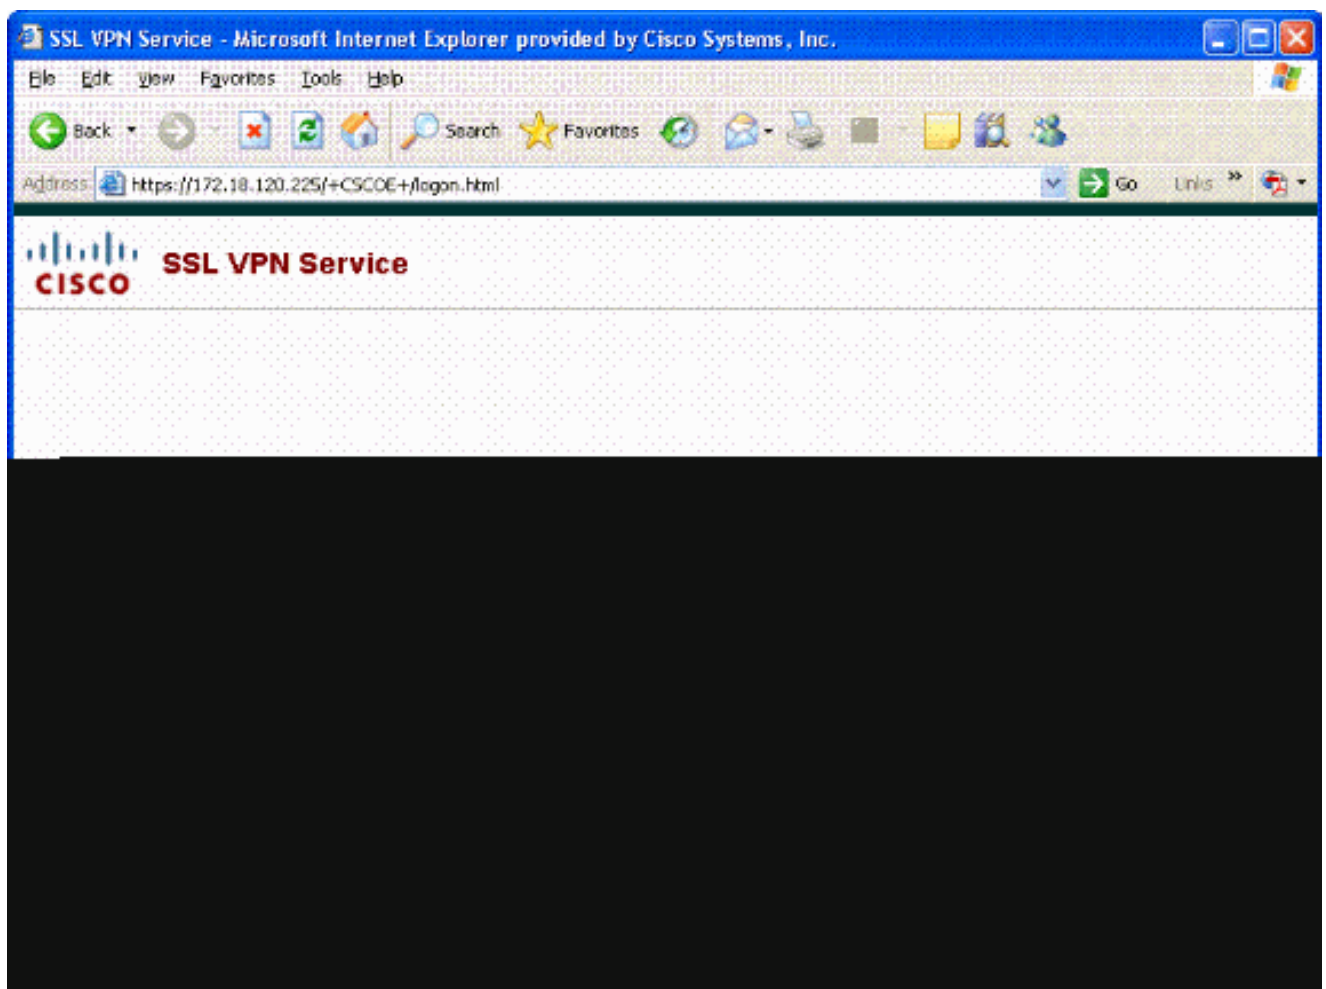 SSL VPN Service - Microsoft Internet Explorer provided by Cisco Systems, Inc.
File Edit View Favorites Tools Help
Back Search Favorites
Address https://172.18.120.225/+CSCOE+/logon.html Go Links »
CISCO SSL VPN Service